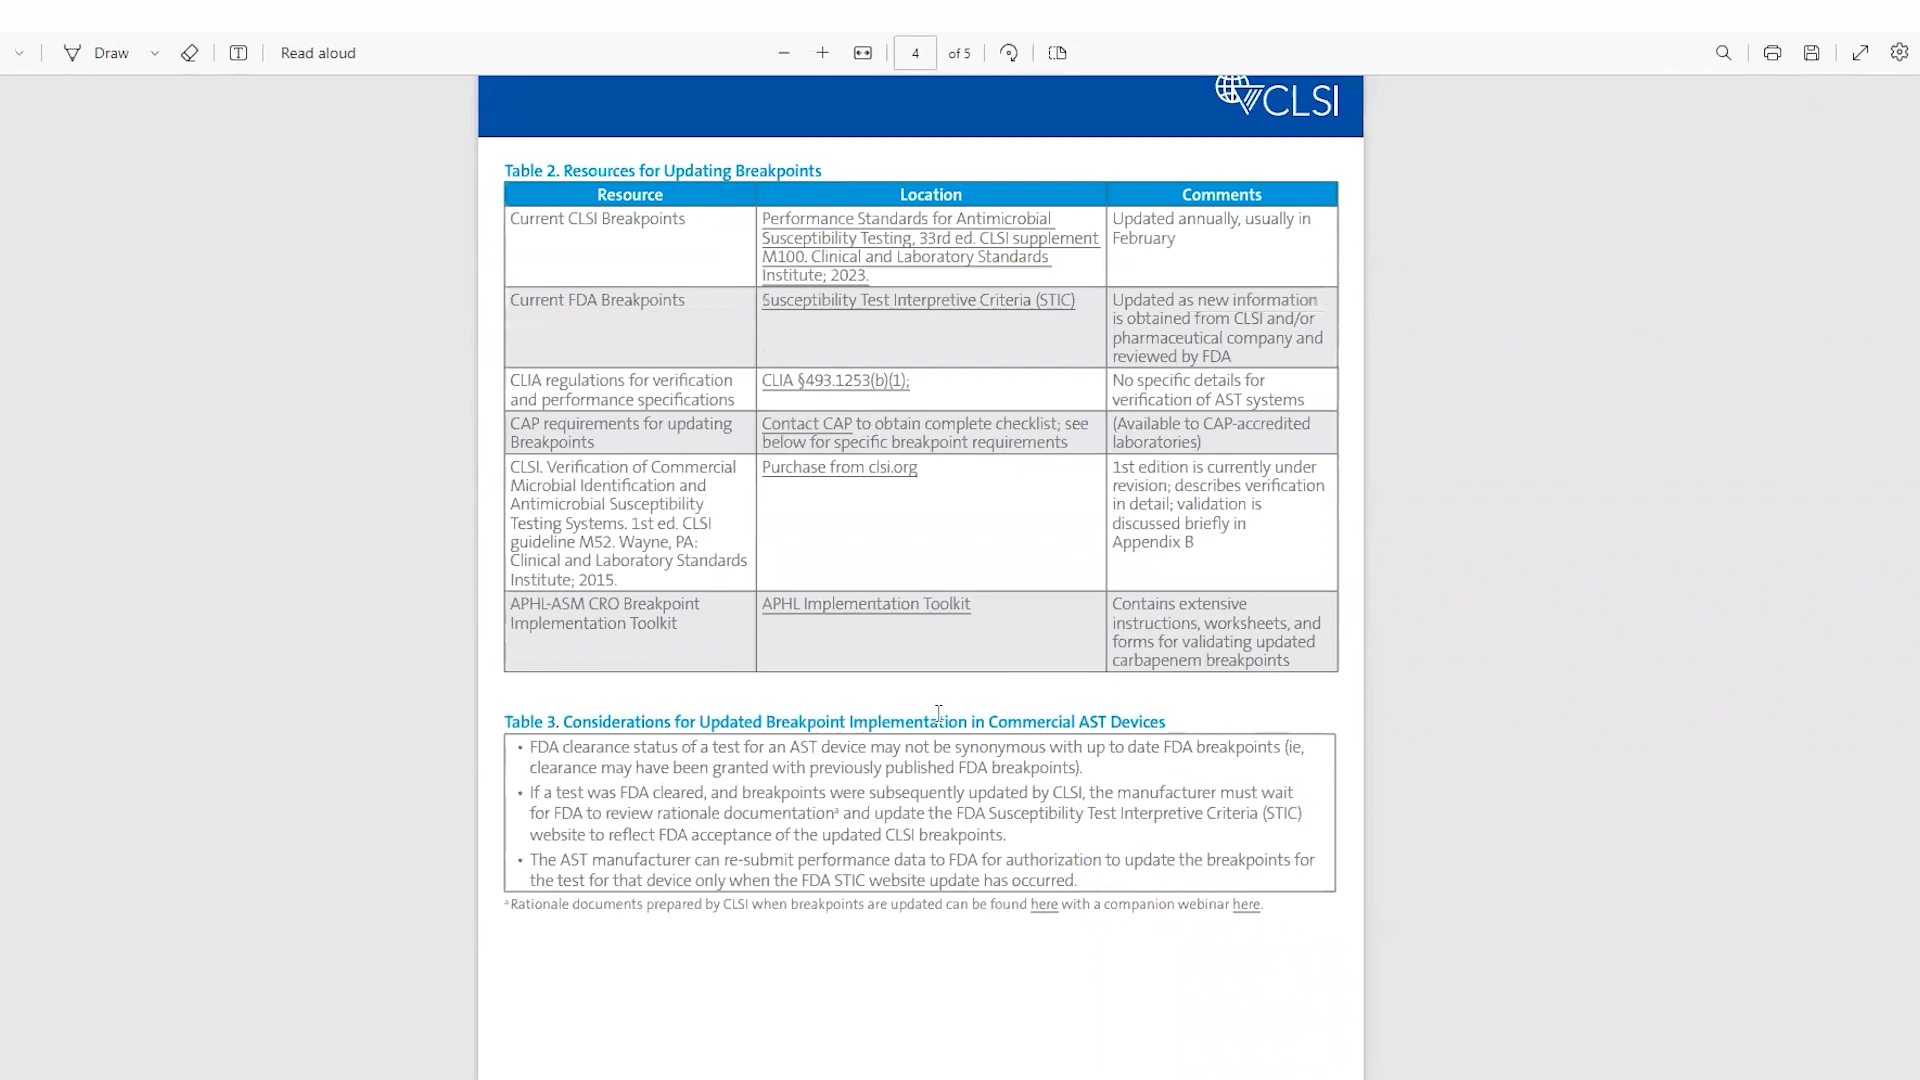 Draw
Read aloud
4
of 5
CLSI
Table 2. Resources for Updating Breakpoints
Resource
Location
Comments
Current CLSI Breakpoints
Performance Standards for Antimicrobial
Susceptibility Testing, 33rd ed. CLSI supplement
M100. Clinical and Laboratory Standards
Institute; 2023.
Updated annually, usually in
February
Current FDA Breakpoints
Susceptibility Test Interpretive Criteria (STIC)
Updated as new information
is obtained from CLSI and/or
pharmaceutical company and
reviewed by FDA
CLIA regulations for verification
and performance specifications
CLIA §493.1253(b)(1);
No specific details for
verification of AST systems
CAP requirements for updating
Breakpoints
Contact CAP to obtain complete checklist; see
below for specific breakpoint requirements
(Available to CAP-accredited
laboratories)
CLSI. Verification of Commercial
Microbial Identification and
Antimicrobial Susceptibility
Testing Systems. 1st ed. CLSI
guideline M52. Wayne, PA:
Clinical and Laboratory Standards
Institute; 2015.
Purchase from clsi.org
1st edition is currently under
revision; describes verification
in detail; validation is
discussed briefly in
Appendix B
APHL-ASM CRO Breakpoint
Implementation Toolkit
APHL Implementation Toolkit
Contains extensive
instructions, worksheets, and
forms for validating updated
carbapenem breakpoints
Table 3. Considerations for Updated Breakpoint Implementation in Commercial AST Devices
• FDA clearance status of a test for an AST device may not be synonymous with up to date FDA breakpoints (ie,
clearance may have been granted with previously published FDA breakpoints).
• If a test was FDA cleared, and breakpoints were subsequently updated by CLSI, the manufacturer must wait
for FDA to review rationale documentationᵃ and update the FDA Susceptibility Test Interpretive Criteria (STIC)
website to reflect FDA acceptance of the updated CLSI breakpoints.
• The AST manufacturer can re-submit performance data to FDA for authorization to update the breakpoints for
the test for that device only when the FDA STIC website update has occurred.
ᵃ Rationale documents prepared by CLSI when breakpoints are updated can be found here with a companion webinar here.